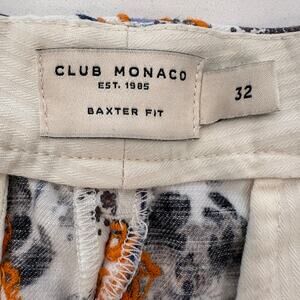 CLUB MONACO
EST. 1985
BAXTER FIT
32